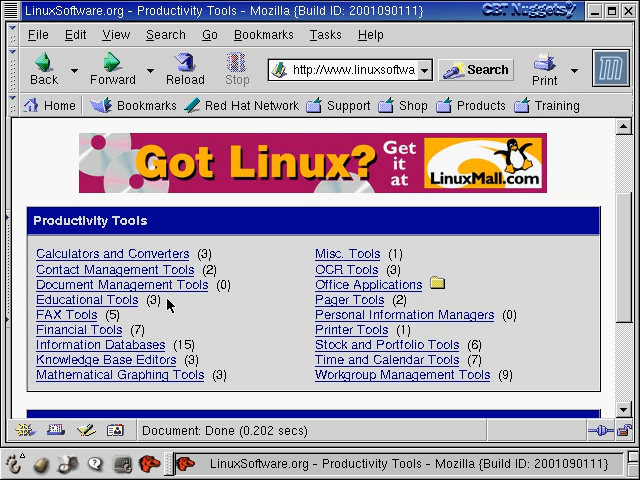 LinuxSoftware.org - Productivity Tools - Mozilla {Build ID: 2001090111}
CBT Nuggets
File Edit View Search Go Bookmarks Tasks Help
Back Forward Reload Stop http://www.linuxsoftwa Search Print
Home Bookmarks Red Hat Network Support Shop Products Training
Got Linux? Get it at LinuxMall.com
Productivity Tools
Calculators and Converters (3) Misc. Tools (1)
Contact Management Tools (2) OCR Tools (3)
Document Management Tools (0) Office Applications
Educational Tools (3) Pager Tools (2)
FAX Tools (5) Personal Information Managers (0)
Financial Tools (7) Printer Tools (1)
Information Databases (15) Stock and Portfolio Tools (6)
Knowledge Base Editors (3) Time and Calendar Tools (7)
Mathematical Graphing Tools (3) Workgroup Management Tools (9)
Document: Done (0.202 secs)
LinuxSoftware.org - Productivity Tools - Mozilla {Build ID: 2001090111}